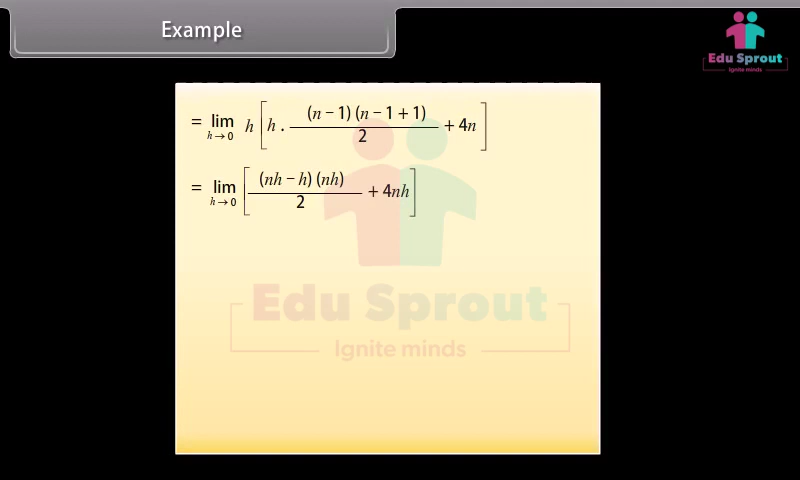 Example
Edu Sprout
Ignite minds
= lim h→0 h [ h . (n − 1) (n − 1 + 1) / 2 + 4n ]
= lim h→0 [ (nh − h) (nh) / 2 + 4nh ]
Edu Sprout
Ignite minds